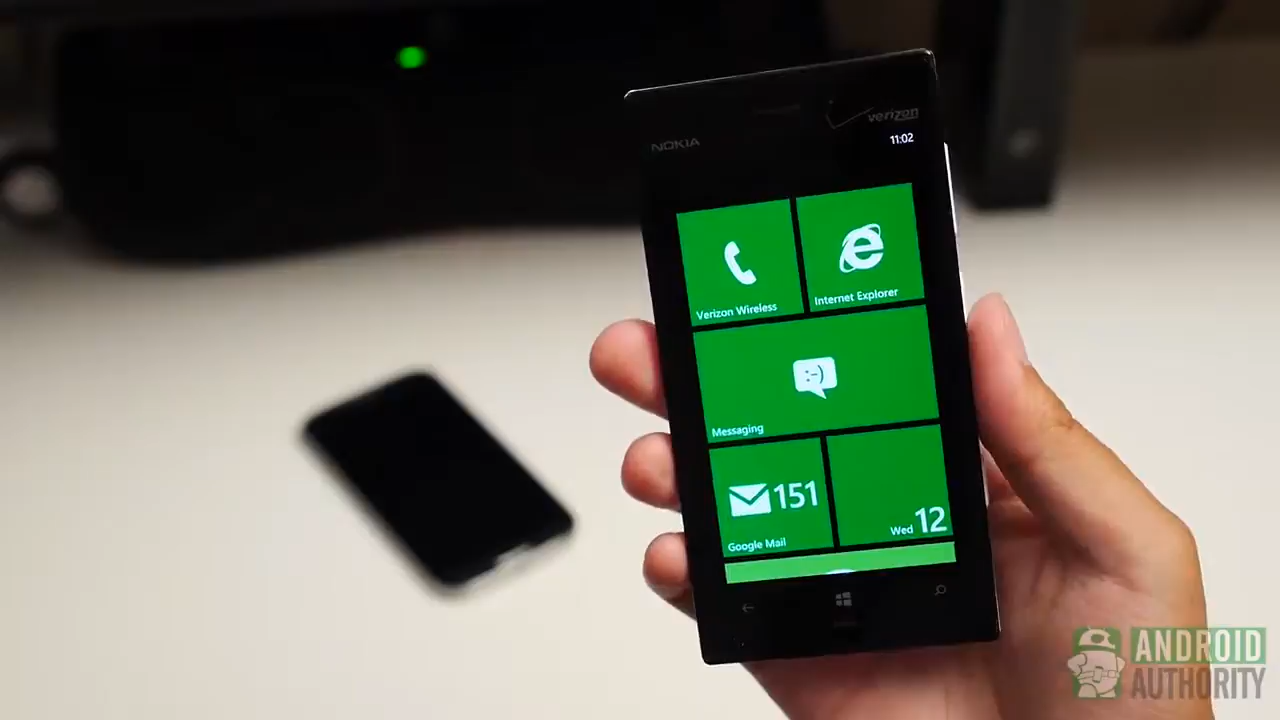 verizon
NOKIA
11:02
Verizon Wireless
Internet Explorer
:-)
Messaging
151
Google Mail
Wed 12
ANDROID
AUTHORITY